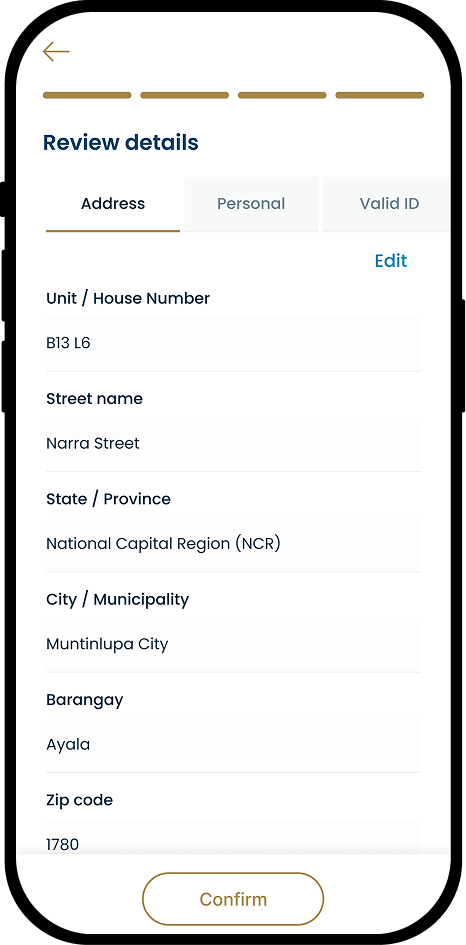 Review details
Address Personal Valid ID
Edit
Unit / House Number
B13 L6
Street name
Narra Street
State / Province
National Capital Region (NCR)
City / Municipality
Muntinlupa City
Barangay
Ayala
Zip code
1780
Confirm